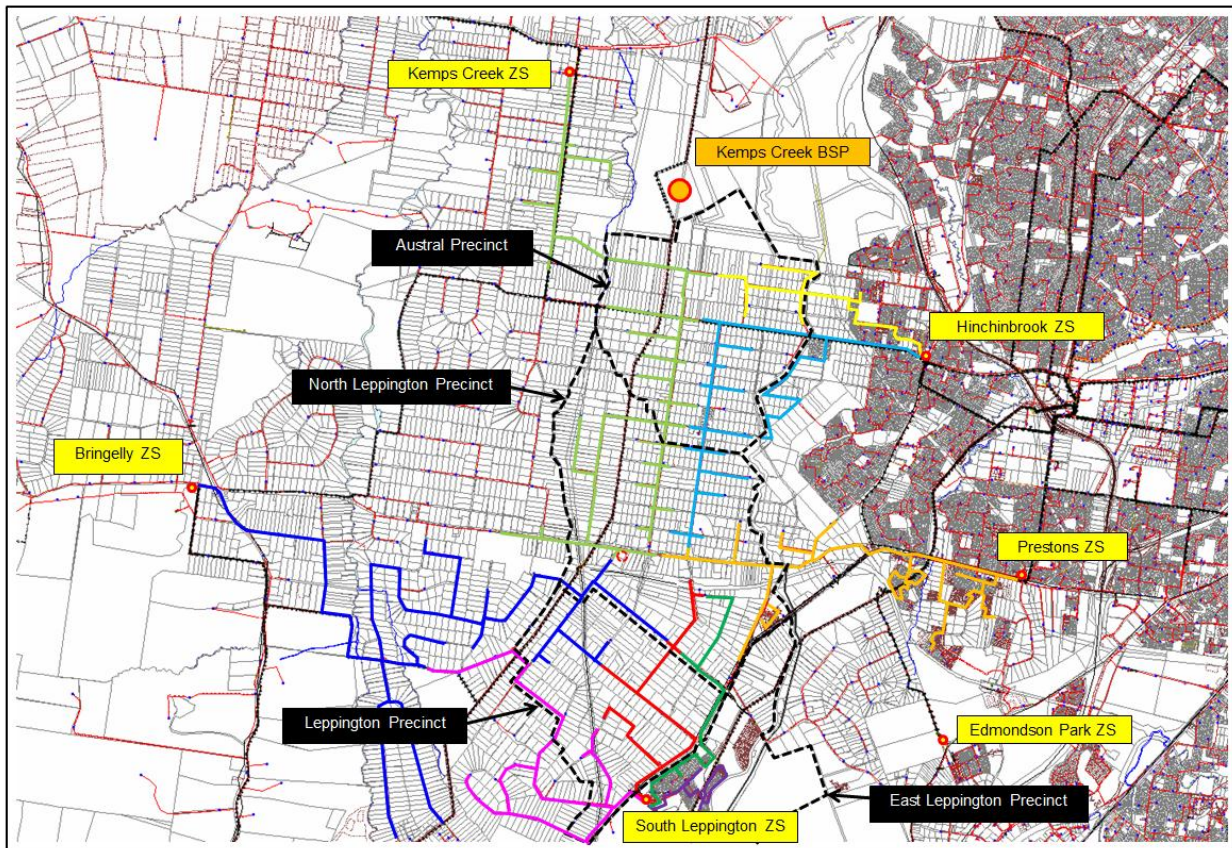 Kemps Creek ZS
Kemps Creek BSP
Austral Precinct
Hinchinbrook ZS
North Leppington Precinct
Bringelly ZS
Prestons ZS
Leppington Precinct
Edmondson Park ZS
East Leppington Precinct
South Leppington ZS